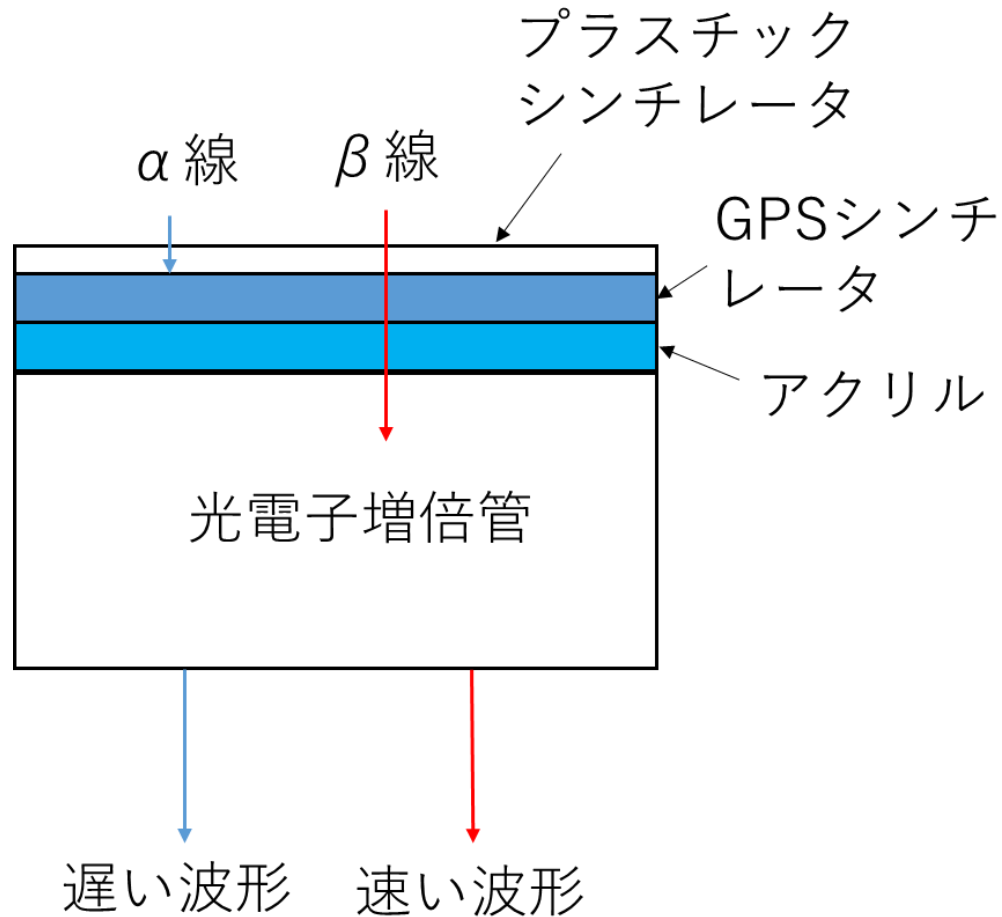 プラスチック
シンチレータ
α線
β線
GPSシンチ
レータ
アクリル
光電子増倍管
遅い波形
速い波形